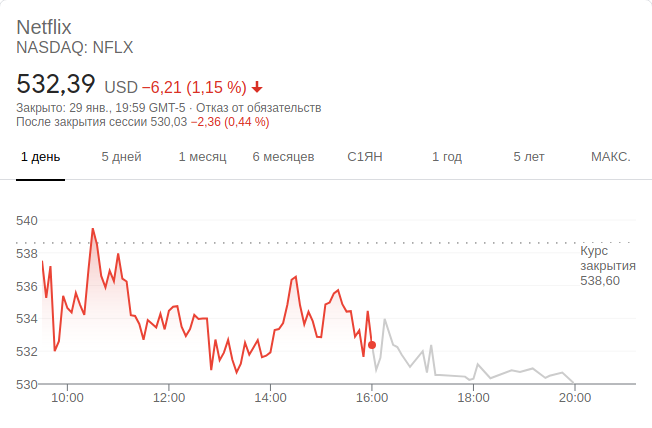 Netflix
NASDAQ: NFLX
532,39 USD −6,21 (1,15 %)
Закрыто: 29 янв., 19:59 GMT-5 · Отказ от обязательств
После закрытия сессии 530,03 −2,36 (0,44 %)
1 день 5 дней 1 месяц 6 месяцев С1ЯН 1 год 5 лет МАКС.
540
538
536
534
532
530
Курс
закрытия
538,60
10:00 12:00 14:00 16:00 18:00 20:00